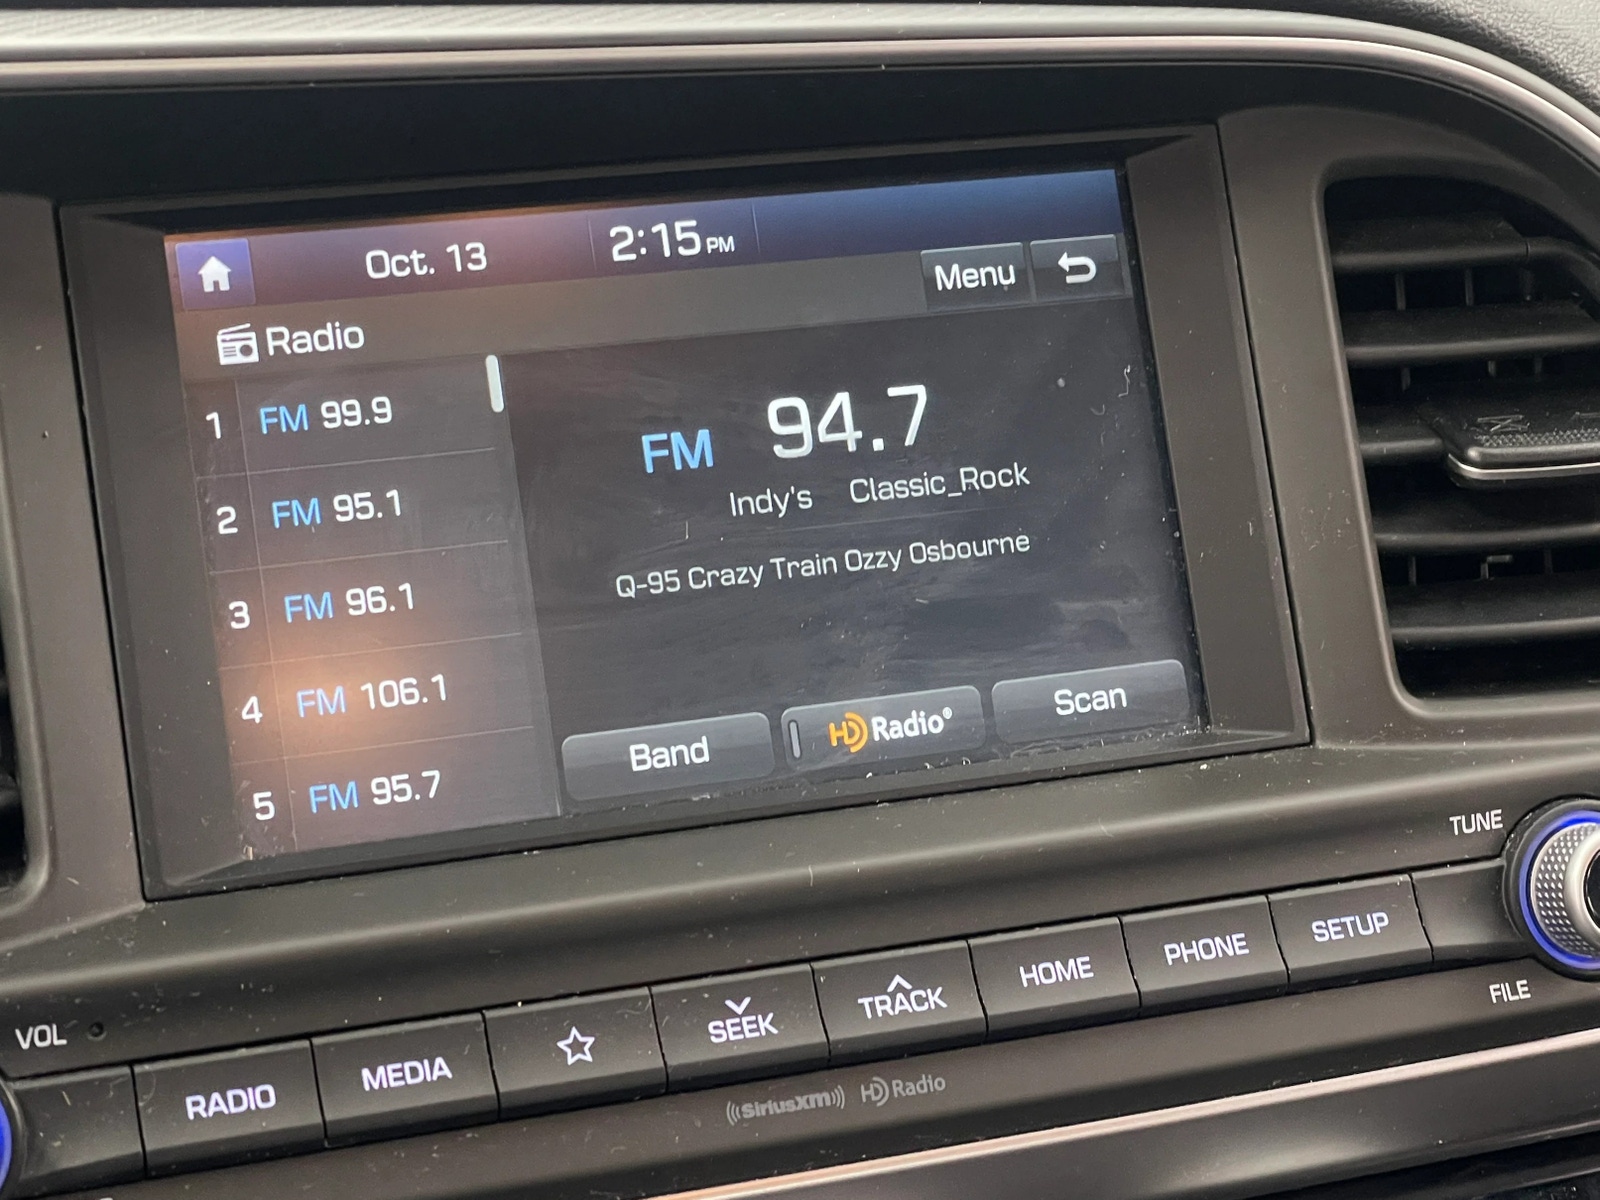 Oct. 13 2:15 PM
Menu
Radio
1 FM 99.9
2 FM 95.1
3 FM 96.1
4 FM 106.1
5 FM 95.7
FM 94.7
Indy's Classic_Rock
Q-95 Crazy Train Ozzy Osbourne
Band
HD Radio®
Scan
TUNE
FILE
VOL
RADIO
MEDIA
SEEK
TRACK
HOME
PHONE
SETUP
((SiriusXM)) HD Radio